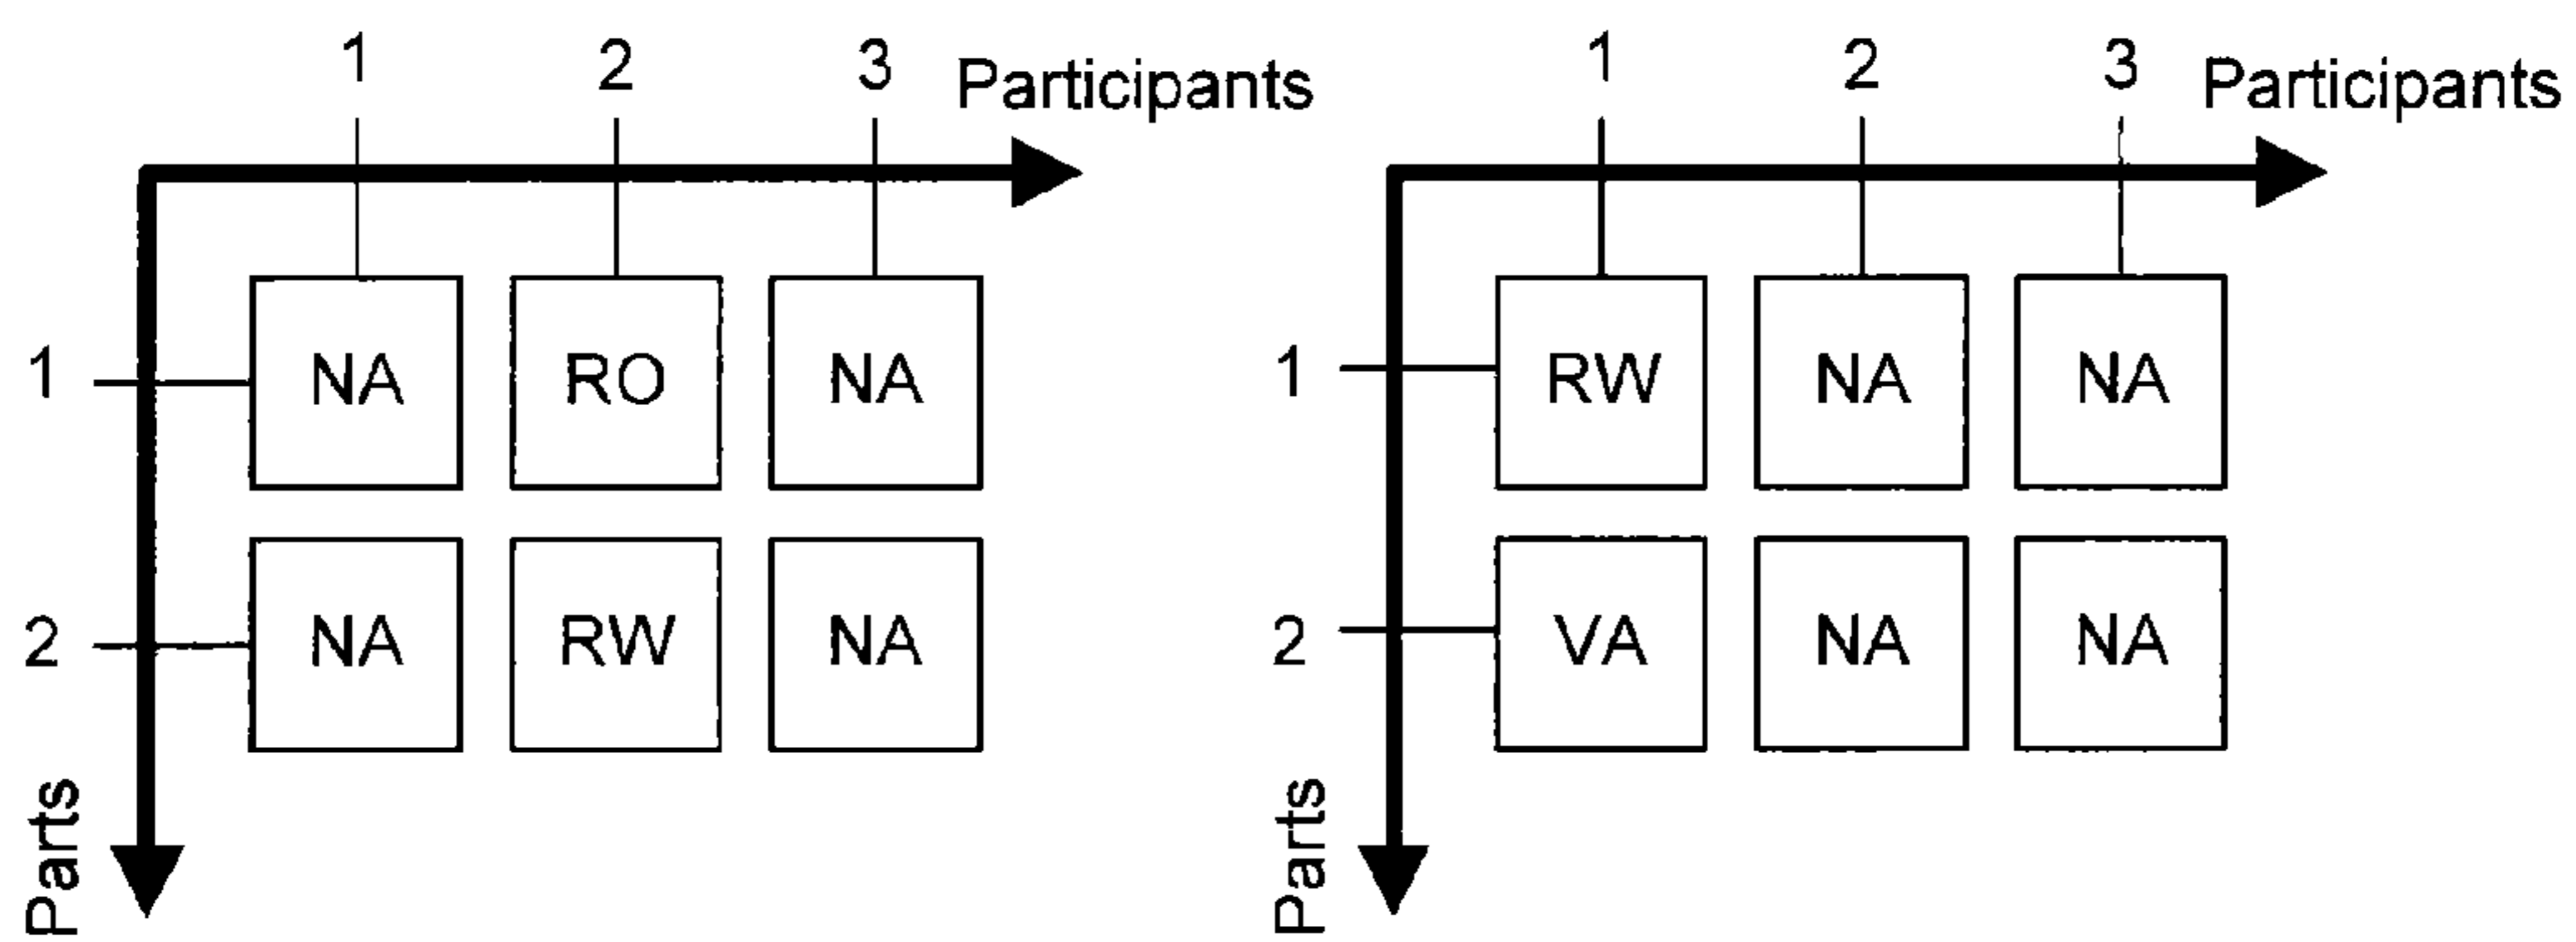 1 2 3 Participants
1 NA RO NA
2 NA RW NA
Parts
1 2 3 Participants
1 RW NA NA
2 VA NA NA
Parts